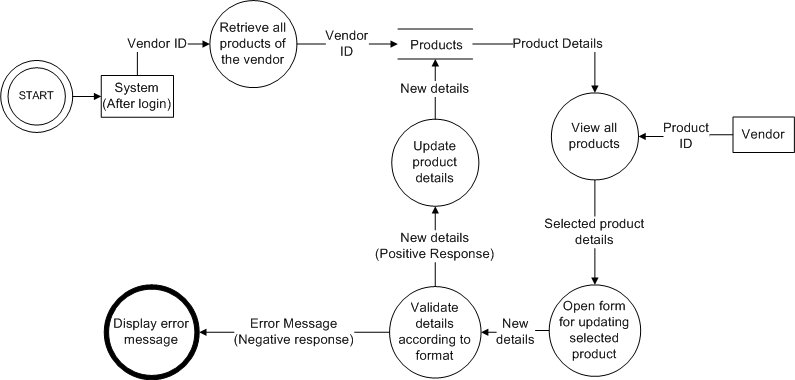 START
System
(After login)
Vendor ID
Retrieve all
products of
the vendor
Vendor
ID
Products
Product Details
View all
products
Product
ID
Vendor
Selected product
details
Open form
for updating
selected
product
New
details
Validate
details
according to
format
New details
(Positive Response)
Update
product
details
New details
Error Message
(Negative response)
Display error
message